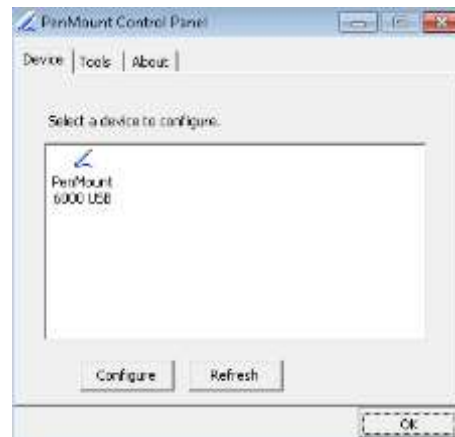 PenMount Control Panel
Device Tools About
Select a device to configure.
PenMount
6000 USB
Configure Refresh
OK